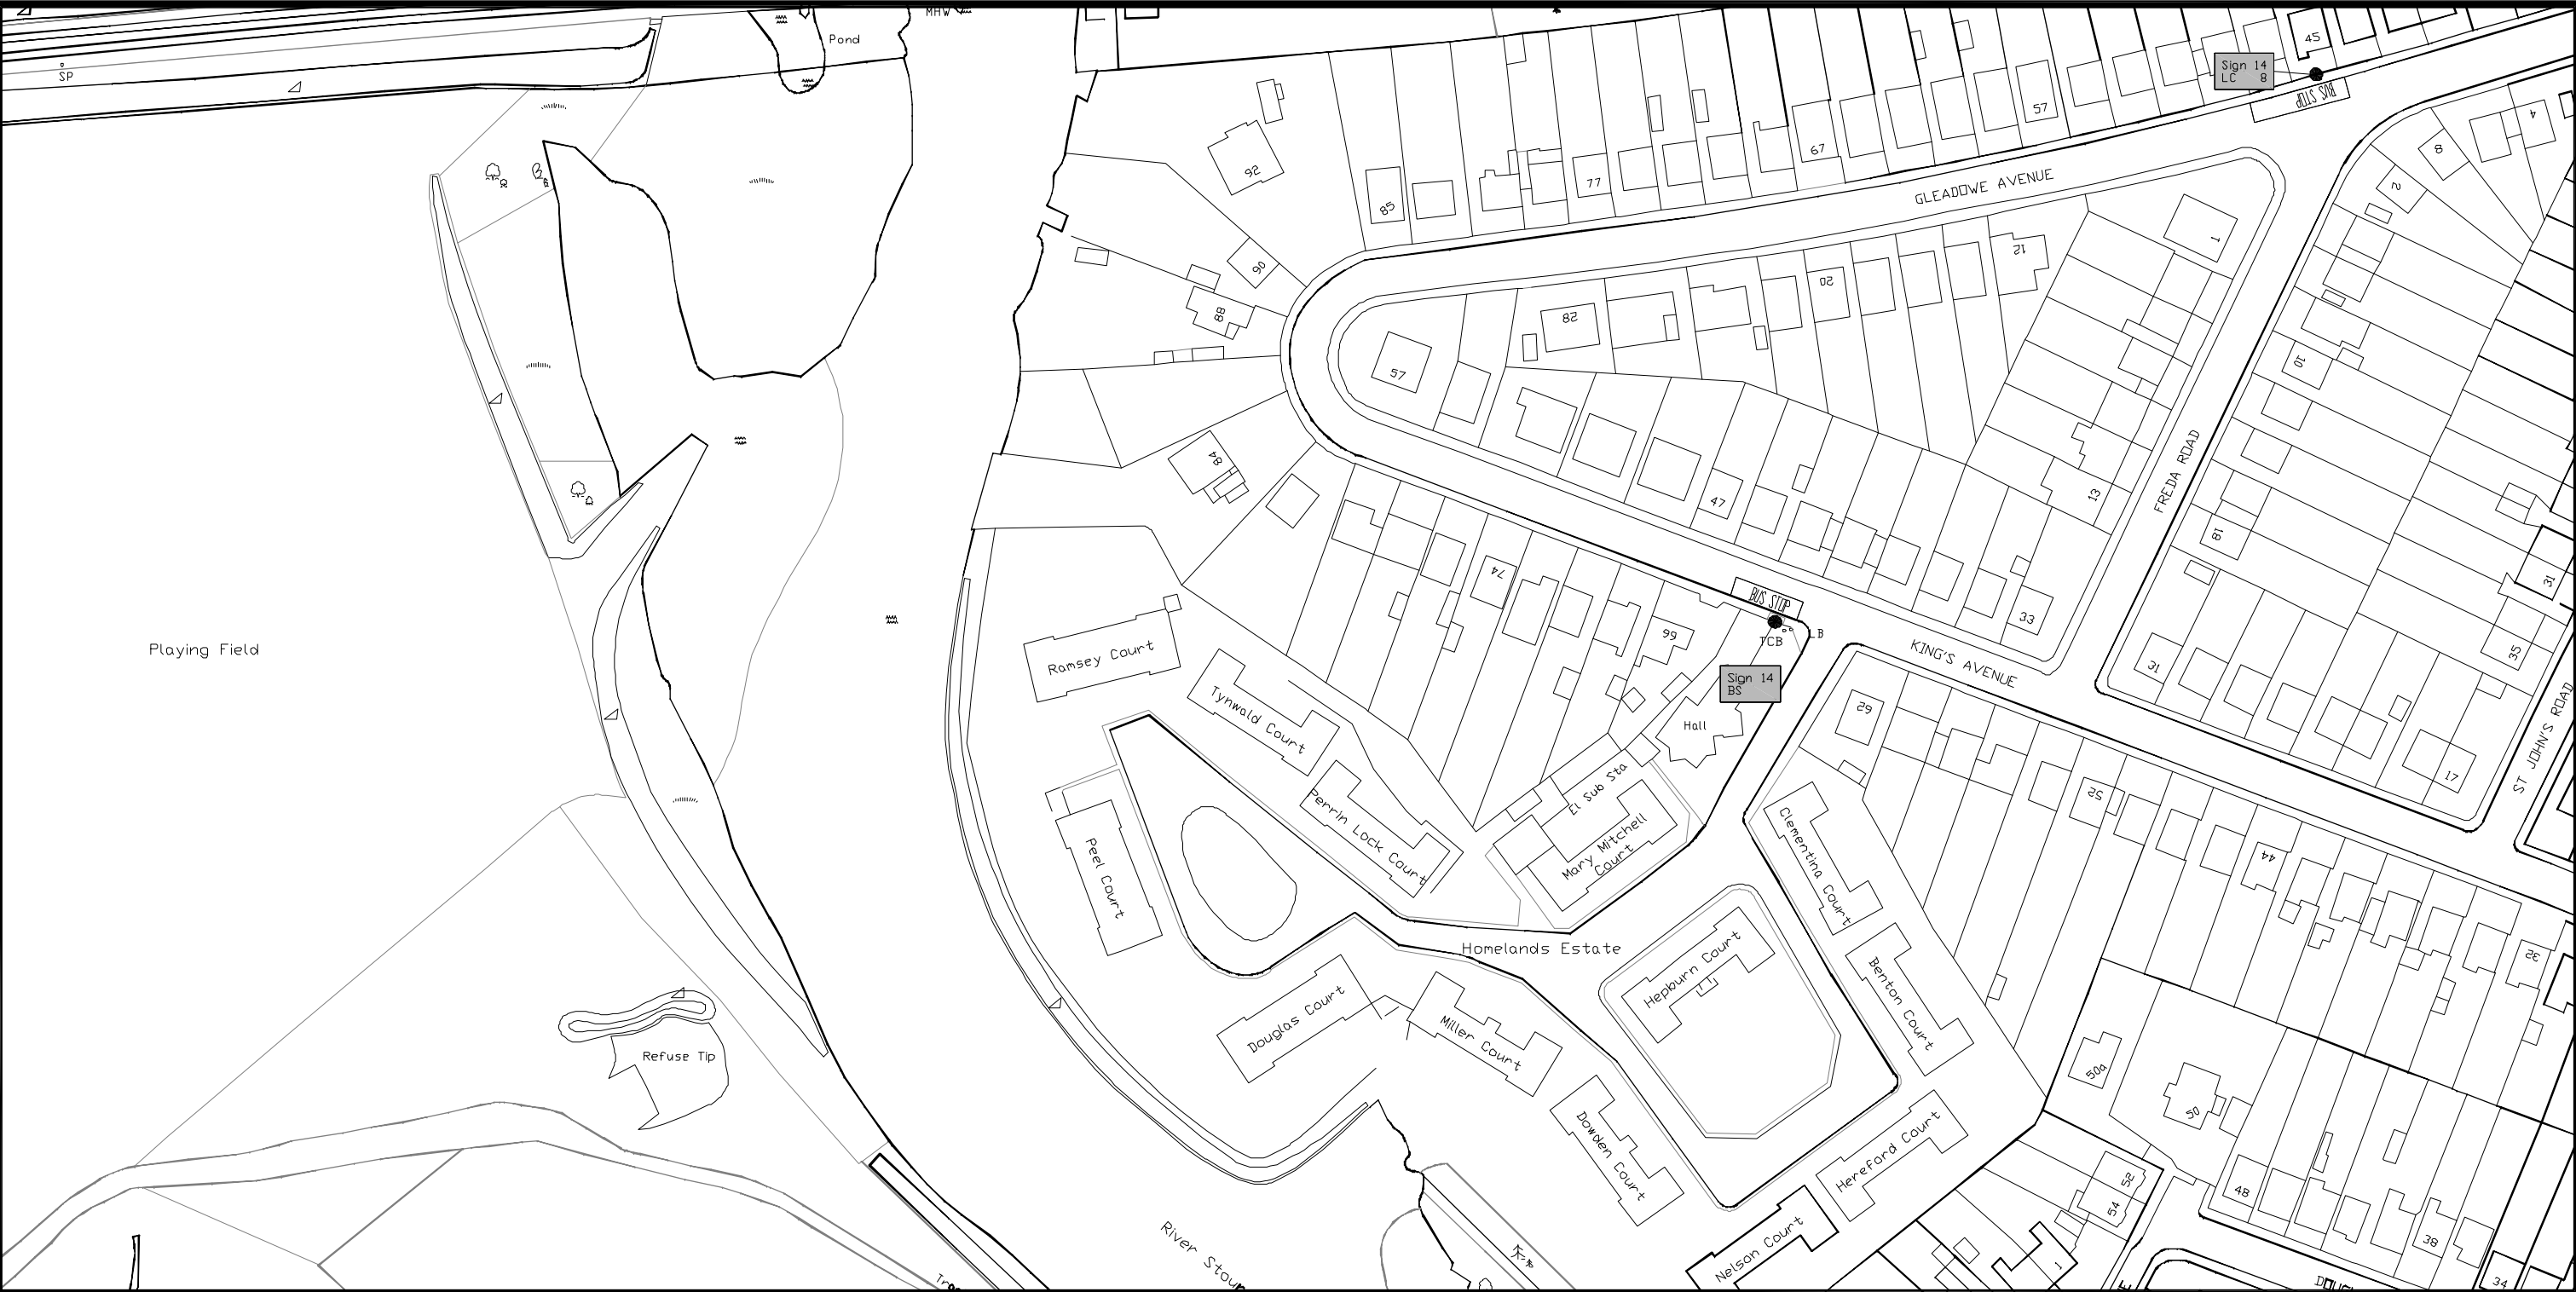 MHW
Pond
SP
45
Sign 14
LC 8
BUS STOP
57
67
77
85
92
4
8
2
GLEADOWE AVENUE
1
12
20
28
90
88
57
10
84
47
13
FREDA ROAD
18
31
74
BUS STOP
TCB
LB
66
33
KING'S AVENUE
31
35
Playing Field
Ramsey Court
Sign 14
BS
Hall
62
17
ST JOHN'S ROAD
Tynwald Court
El Sub Sta
52
Perrin Lock Court
Mary Mitchell
Court
Clementina Court
44
Peel Court
Homelands Estate
32
Hepburn Court
Benton Court
Douglas Court
Miller Court
Refuse Tip
50a
50
Dowden Court
Hereford Court
48
52
54
38
River Stour
Nelson Court
1
34